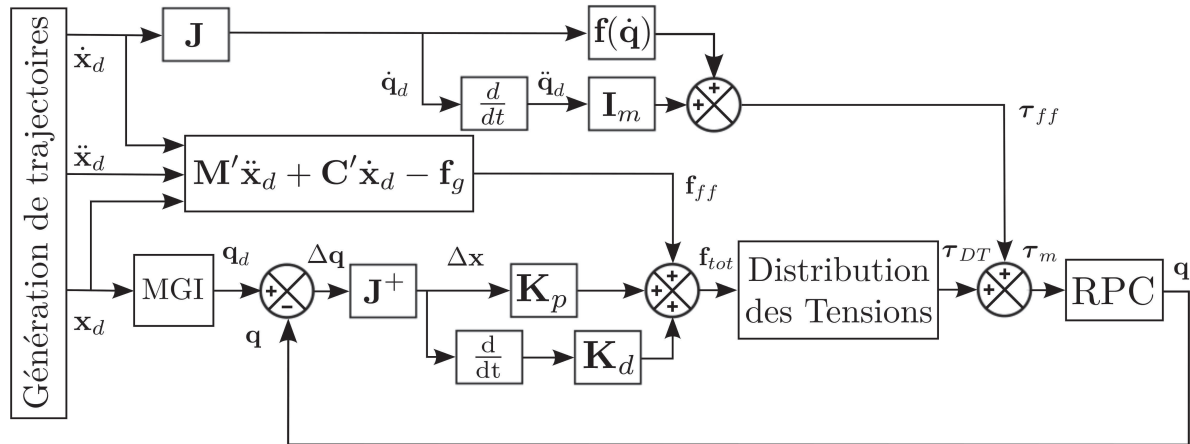 Génération de trajectoires
ẋ_d
J
q̇_d
d/dt
q̈_d
f(q̇)
I_m
+
+
τ_ff
ẍ_d
M′ẍ_d + C′ẋ_d − f_g
f_ff
x_d
MGI
q_d
+
−
q
Δq
J⁺
Δx
K_p
d/dt
K_d
+
+
+
f_tot
Distribution
des Tensions
τ_DT
+
+
τ_m
RPC
q